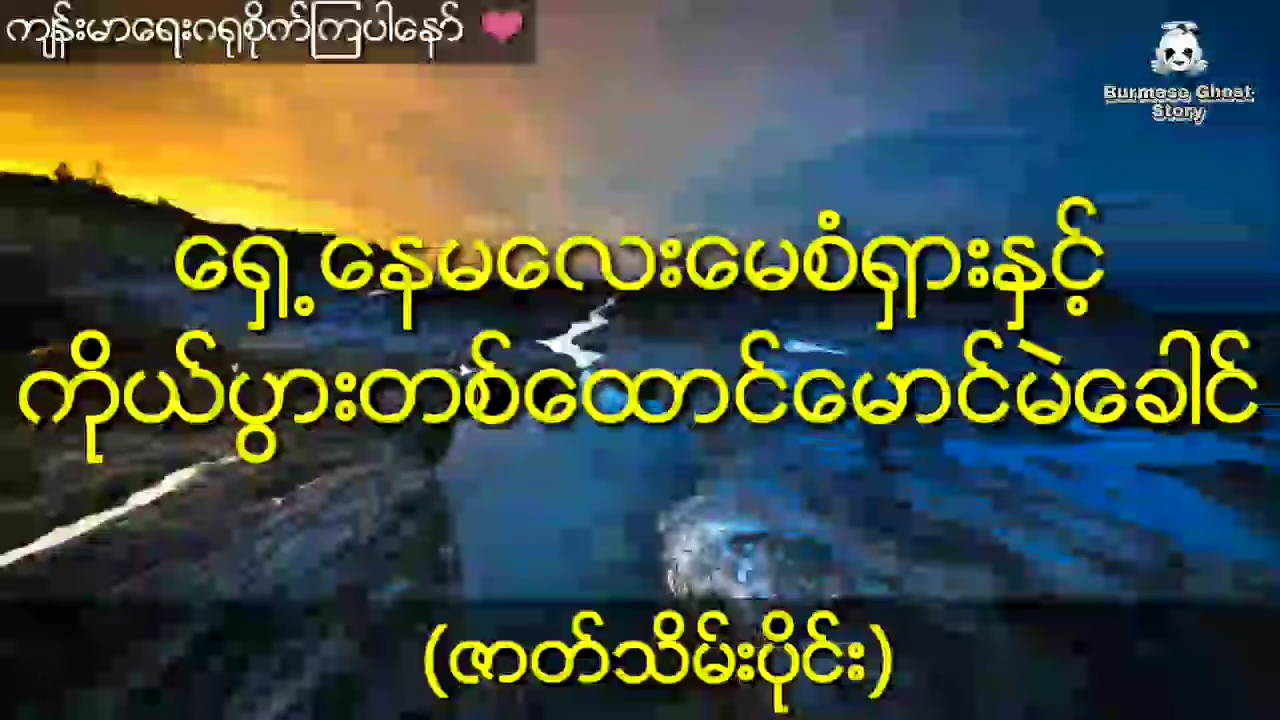 ကျန်းမာရေးဂရုစိုက်ကြပါနော် ❤
Burmese Ghost
Story
ရှေ့နေမလေးမေစံရှားနှင့်
ကိုယ်ပွားတစ်ထောင်မောင်မဲခေါင်
(ဇာတ်သိမ်းပိုင်း)